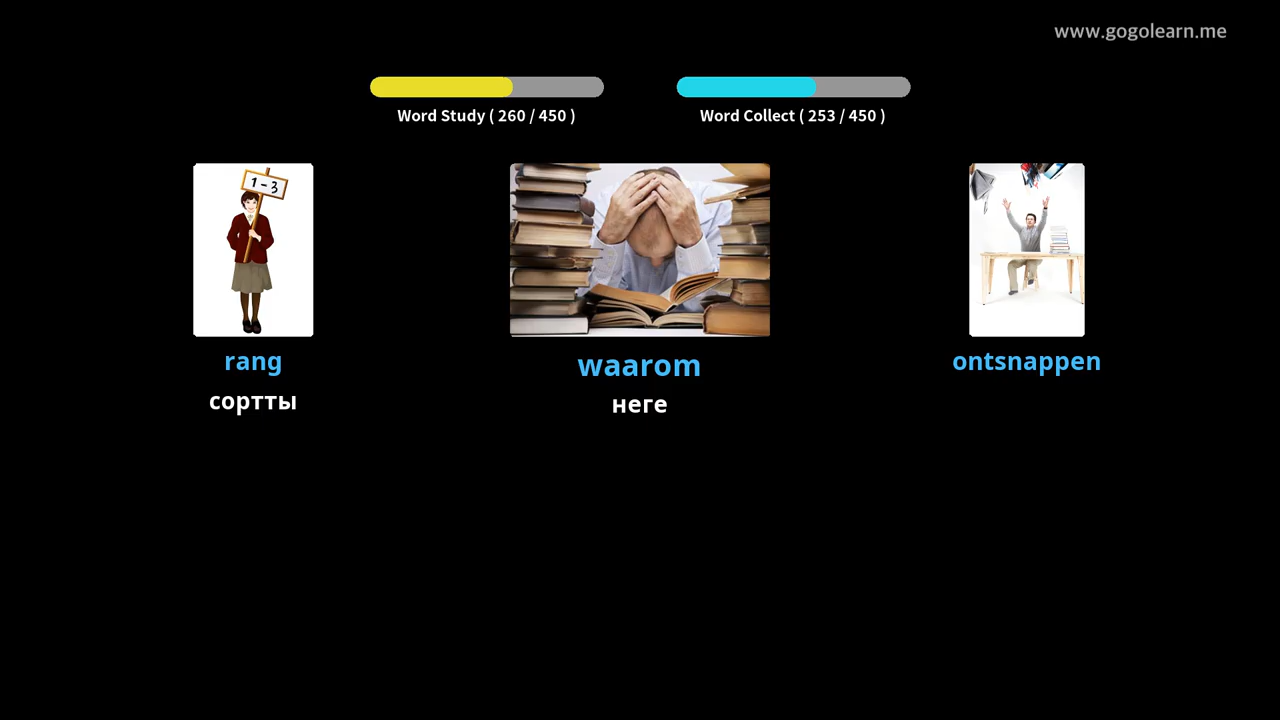 www.gogolearn.me
Word Study ( 260 / 450 )
Word Collect ( 253 / 450 )
1-3
rang
waarom
ontsnappen
сортты
неге